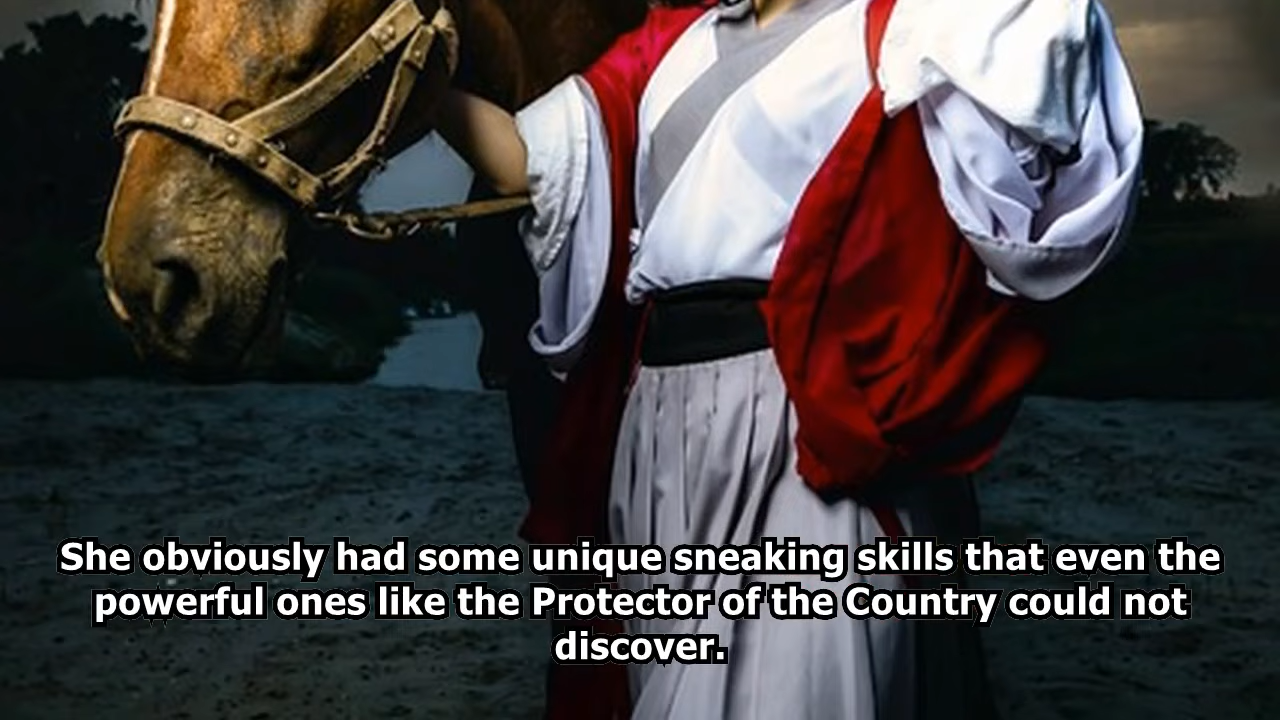 She obviously had some unique sneaking skills that even the
powerful ones like the Protector of the Country could not
discover.